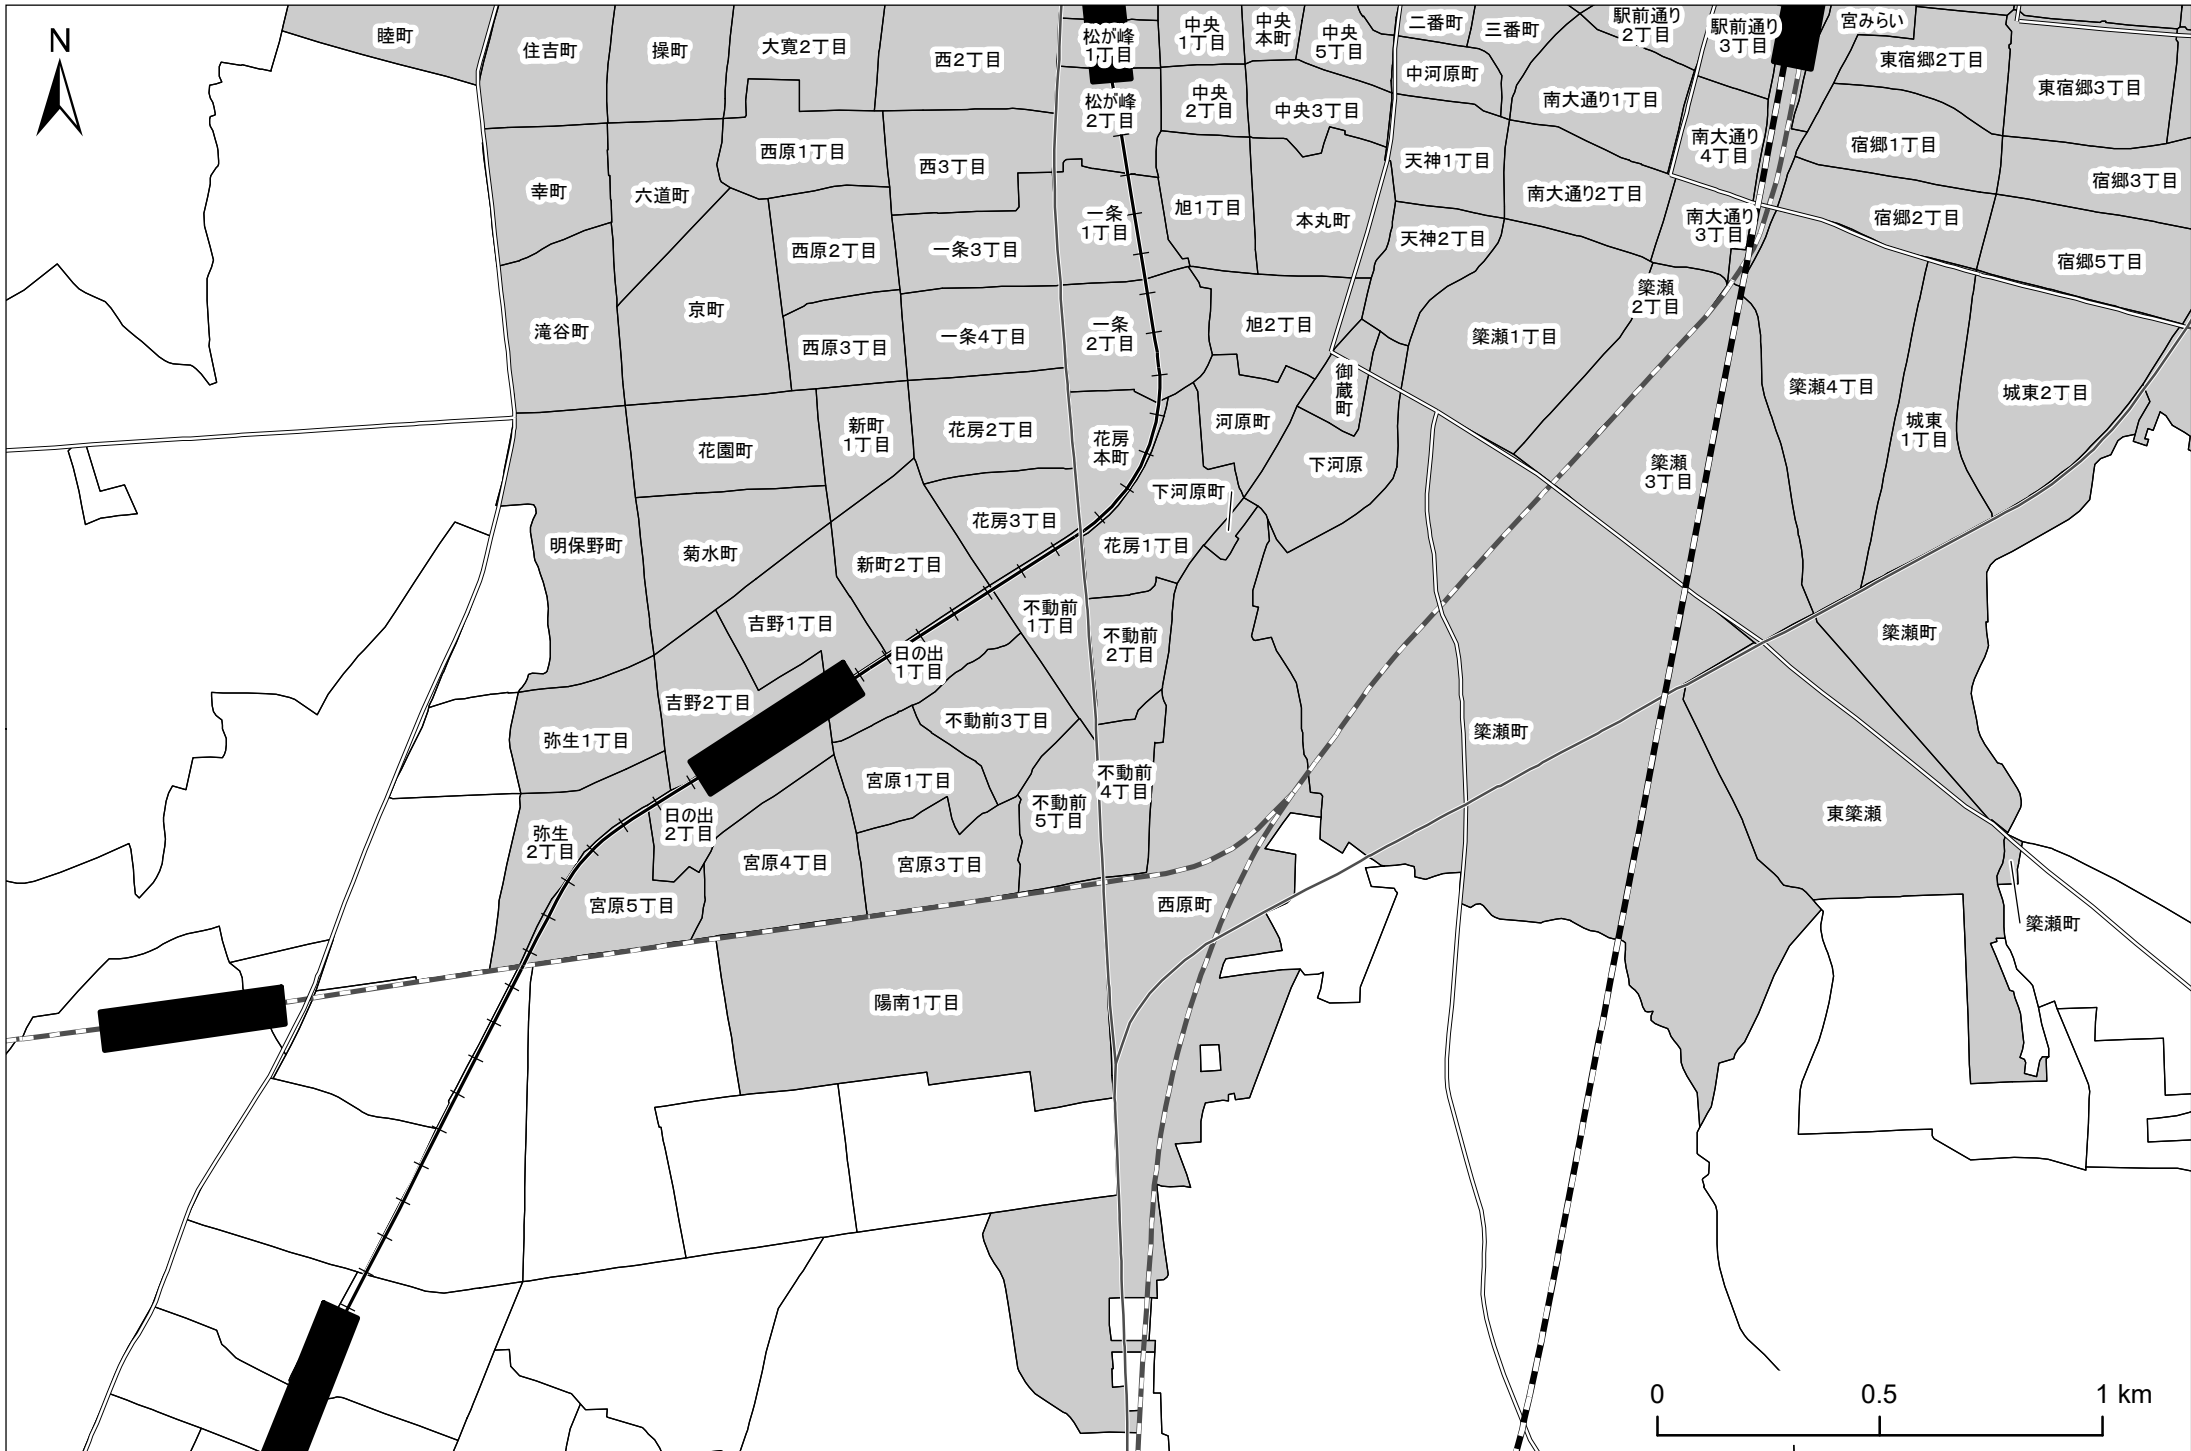 N
睦町
住吉町
操町
大寛2丁目
西2丁目
松が峰
1丁目
中央
1丁目
中央
本町
中央
5丁目
二番町
三番町
駅前通り
2丁目
駅前通り
3丁目
宮みらい
東宿郷2丁目
東宿郷3丁目
中河原町
松が峰
2丁目
中央
2丁目
中央3丁目
南大通り1丁目
南大通り
4丁目
宿郷1丁目
宿郷3丁目
西原1丁目
西3丁目
天神1丁目
幸町
六道町
南大通り2丁目
一条
1丁目
旭1丁目
本丸町
南大通り
3丁目
宿郷2丁目
西原2丁目
一条3丁目
天神2丁目
宿郷5丁目
京町
簗瀬
2丁目
滝谷町
西原3丁目
一条4丁目
一条
2丁目
旭2丁目
簗瀬1丁目
御蔵町
簗瀬4丁目
城東2丁目
花園町
新町
1丁目
花房2丁目
花房
本町
河原町
城東
1丁目
下河原
簗瀬
3丁目
下河原町
花房3丁目
明保野町
菊水町
新町2丁目
花房1丁目
吉野1丁目
不動前
1丁目
不動前
2丁目
簗瀬町
日の出
1丁目
吉野2丁目
不動前3丁目
弥生1丁目
簗瀬町
宮原1丁目
不動前
4丁目
不動前
5丁目
日の出
2丁目
東簗瀬
弥生
2丁目
宮原4丁目
宮原3丁目
宮原5丁目
西原町
簗瀬町
陽南1丁目
0 0.5 1 km